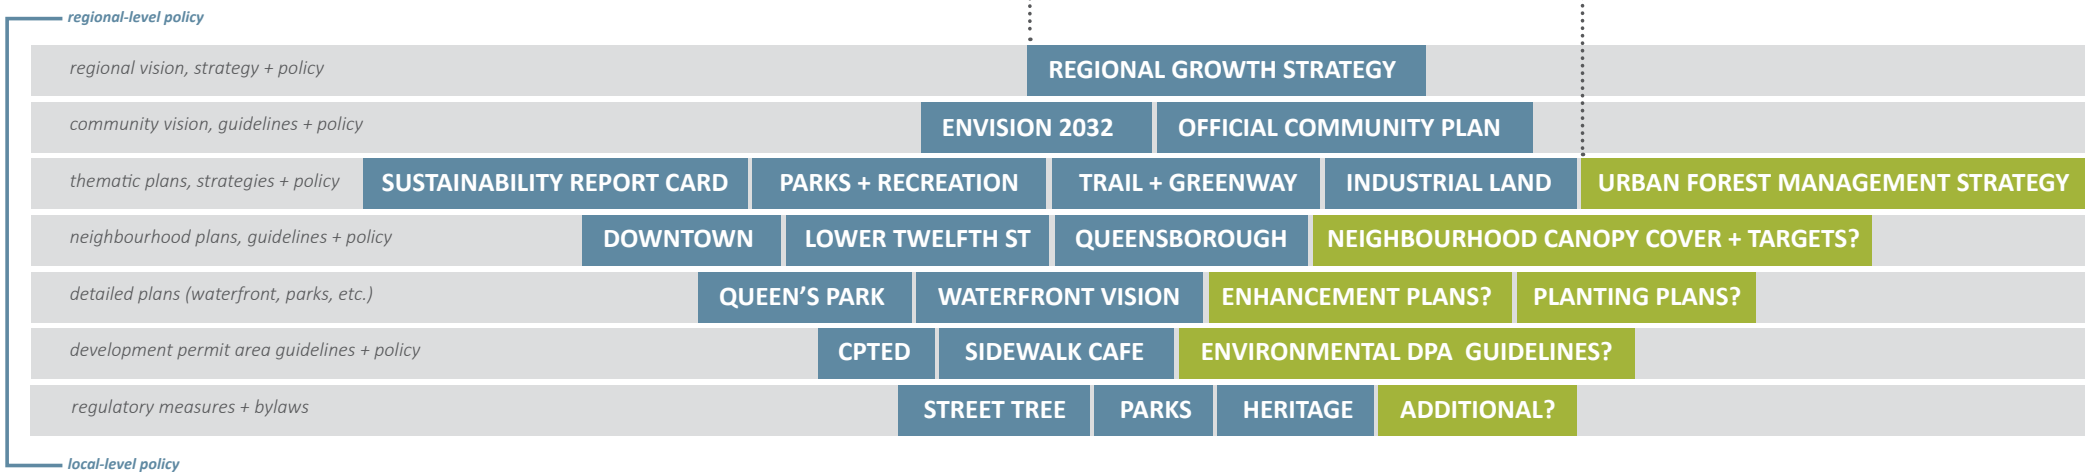 regional-level policy
regional vision, strategy + policy REGIONAL GROWTH STRATEGY
community vision, guidelines + policy ENVISION 2032 OFFICIAL COMMUNITY PLAN
thematic plans, strategies + policy SUSTAINABILITY REPORT CARD PARKS + RECREATION TRAIL + GREENWAY INDUSTRIAL LAND URBAN FOREST MANAGEMENT STRATEGY
neighbourhood plans, guidelines + policy DOWNTOWN LOWER TWELFTH ST QUEENSBOROUGH NEIGHBOURHOOD CANOPY COVER + TARGETS?
detailed plans (waterfront, parks, etc.) QUEEN'S PARK WATERFRONT VISION ENHANCEMENT PLANS? PLANTING PLANS?
development permit area guidelines + policy CPTED SIDEWALK CAFE ENVIRONMENTAL DPA GUIDELINES?
regulatory measures + bylaws STREET TREE PARKS HERITAGE ADDITIONAL?
local-level policy